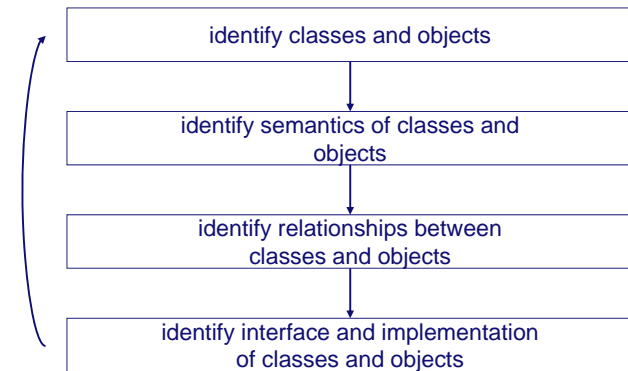 identify classes and objects
identify semantics of classes and
objects
identify relationships between
classes and objects
identify interface and implementation
of classes and objects